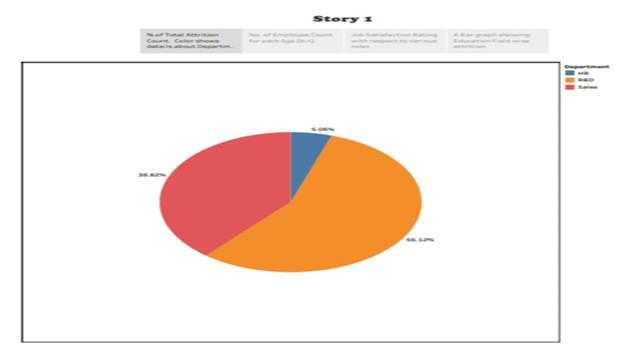 Story 1
% of Total Attrition
Count. Color shows
details about Departm..
No. of Employee Count
for each Age (bin).
Job Satisfaction Rating
with respect to various
roles
A Bar graph showing
Education Field wise
attrition
Department
HR
R&D
Sales
5.06%
38.82%
56.12%